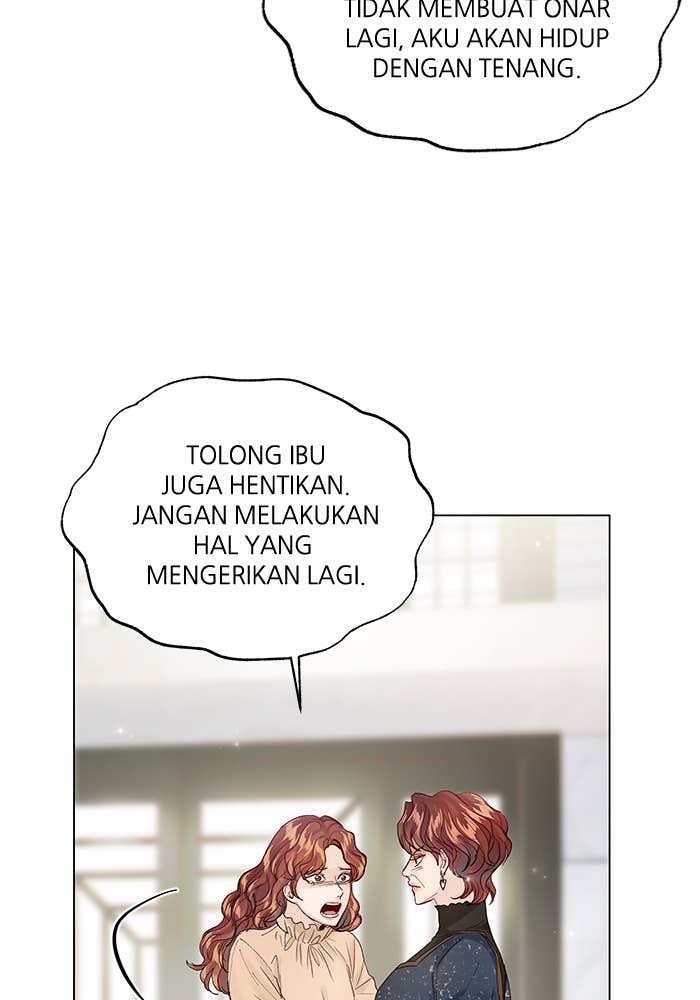 TIDAK MEMBUAT ONAR
LAGI, AKU AKAN HIDUP
DENGAN TENANG.
TOLONG IBU
JUGA HENTIKAN.
JANGAN MELAKUKAN
HAL YANG
MENGERIKAN LAGI.